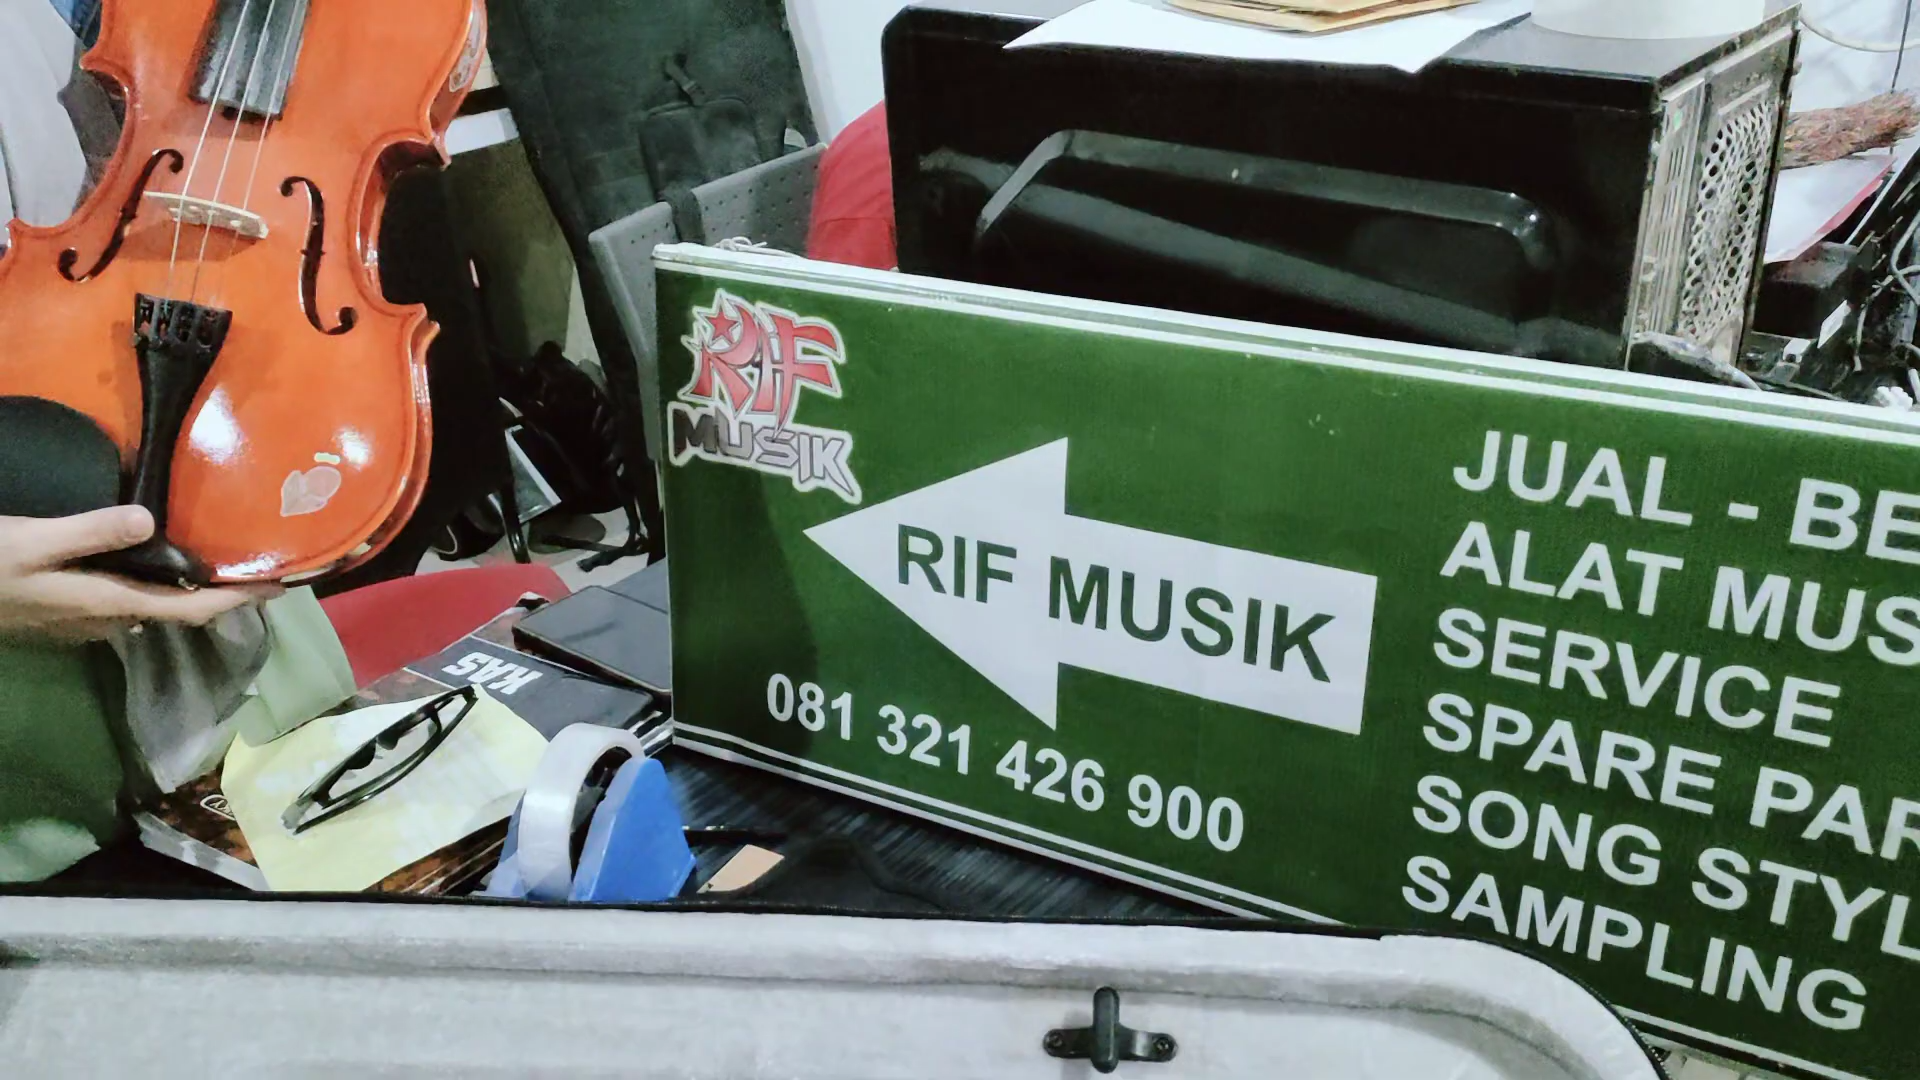 RIF
MUSIK
RIF MUSIK
081 321 426 900
JUAL - BE
ALAT MUS
SERVICE
SPARE PAR
SONG STYL
SAMPLING
KAS